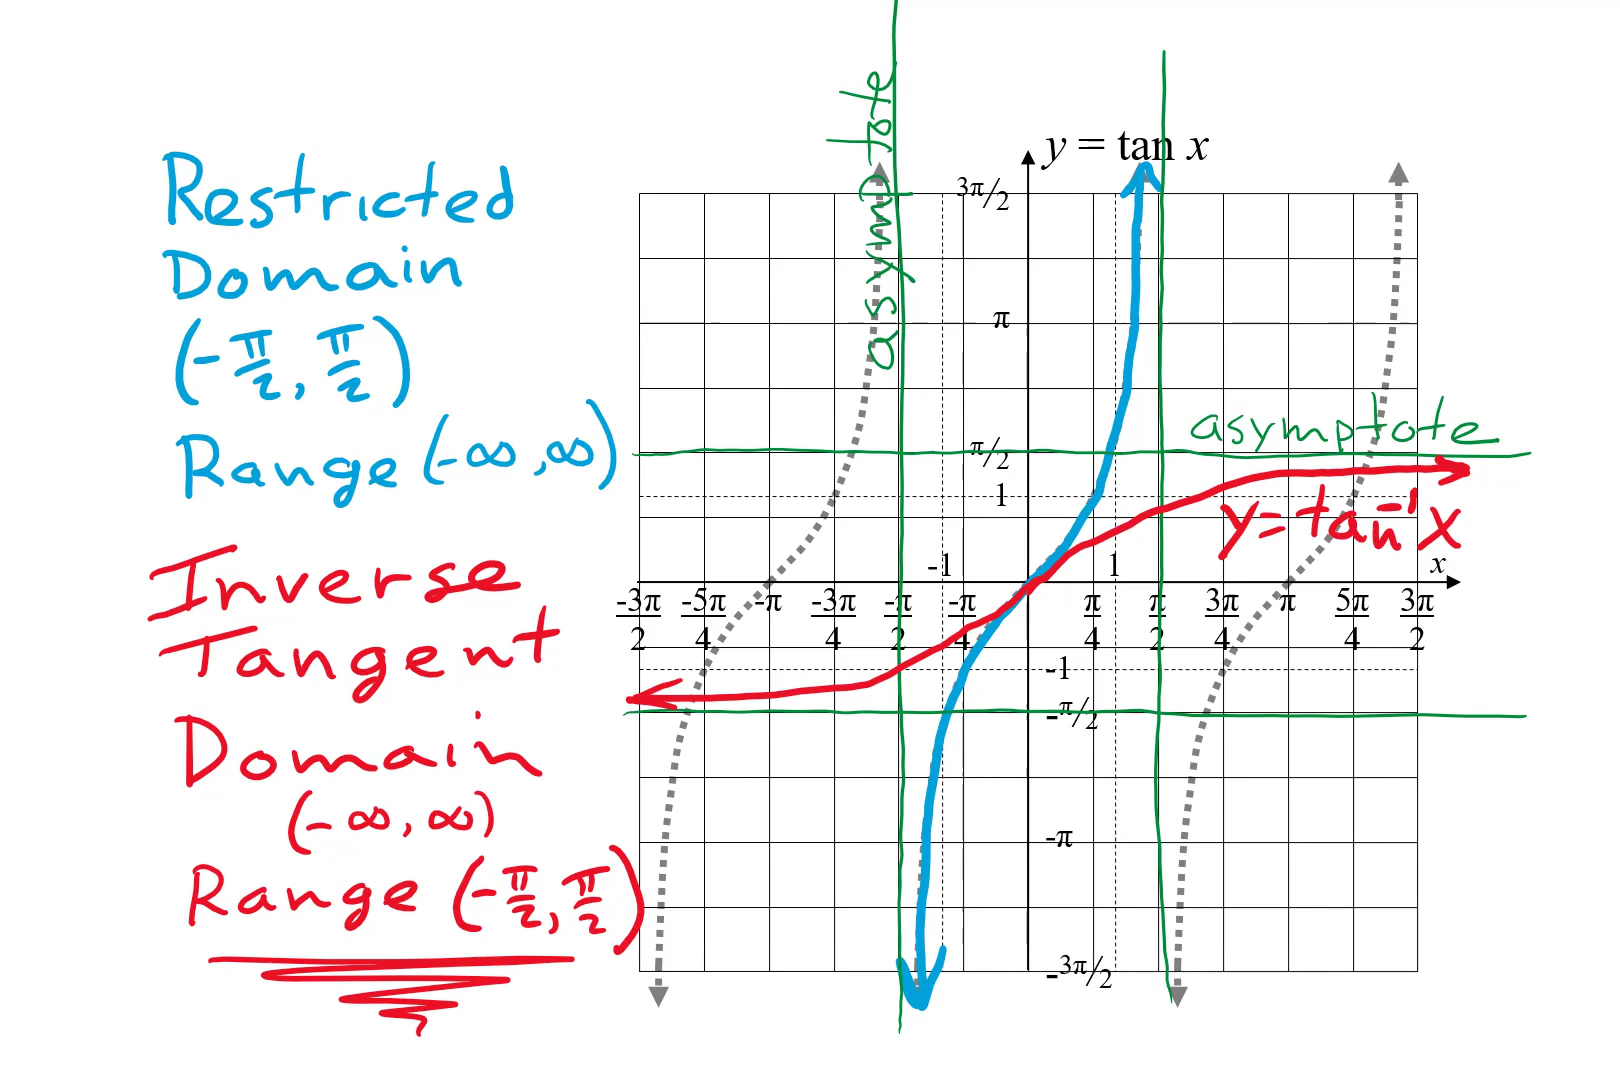 Restricted
Domain
(-π/2, π/2)
Range (-∞, ∞)
Inverse
Tangent
Domain
(-∞, ∞)
Range (-π/2, π/2)
asymptote
y = tan x
3π/2
π
π/2
1
asymptote
y = tan⁻¹ x
-1
1
x
-3π/2 -5π/4 -π -3π/4 -π/2 -π/4 π/4 π/2 3π/4 π 5π/4 3π/2
-1
-π/2
-π
-3π/2